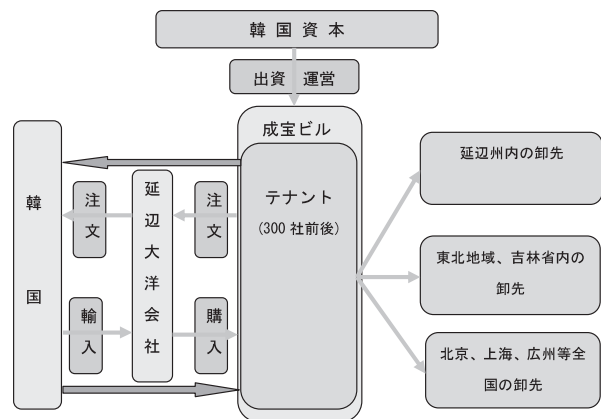 韓国資本
出資　運営
成宝ビル
テナント
(300 社前後)
韓国
注文
輸入
延辺大洋会社
注文
購入
延辺州内の卸先
東北地域、吉林省内の
卸先
北京、上海、広州等全
国の卸先